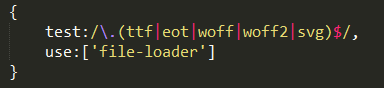 {
    test:/\.(ttf|eot|woff|woff2|svg)$/,
    use:['file-loader']
}